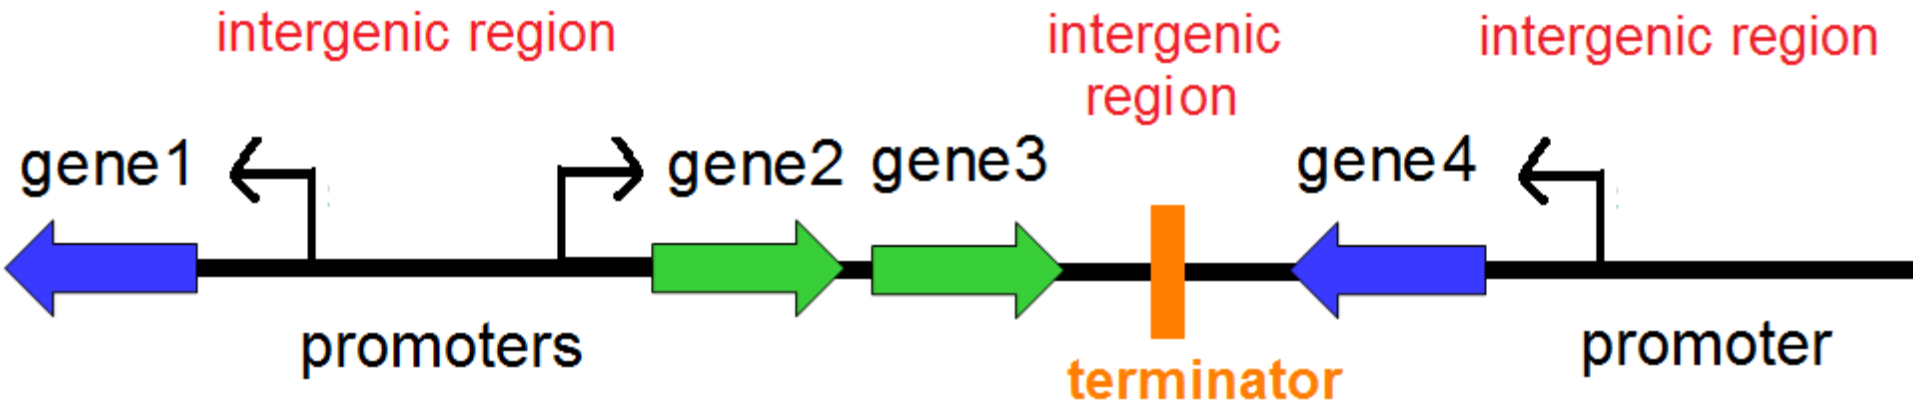 intergenic region
intergenic
region
intergenic region
gene1
gene2
gene3
gene4
promoters
terminator
promoter